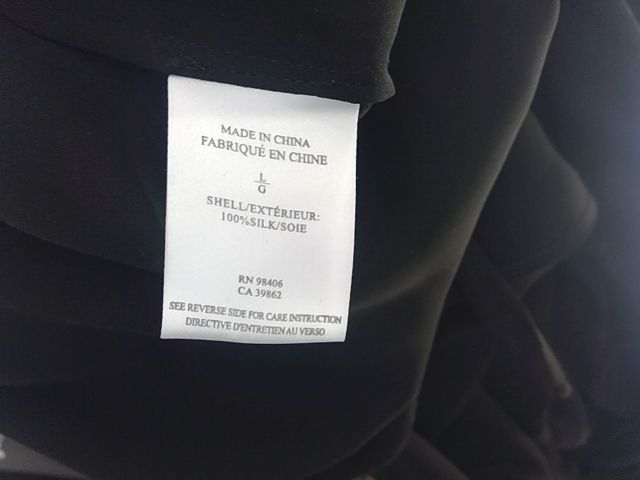 MADE IN CHINA
FABRIQUÉ EN CHINE
L
G
SHELL/EXTÉRIEUR:
100%SILK/SOIE
RN 98406
CA 39862
SEE REVERSE SIDE FOR CARE INSTRUCTION
DIRECTIVE D'ENTRETIEN AU VERSO